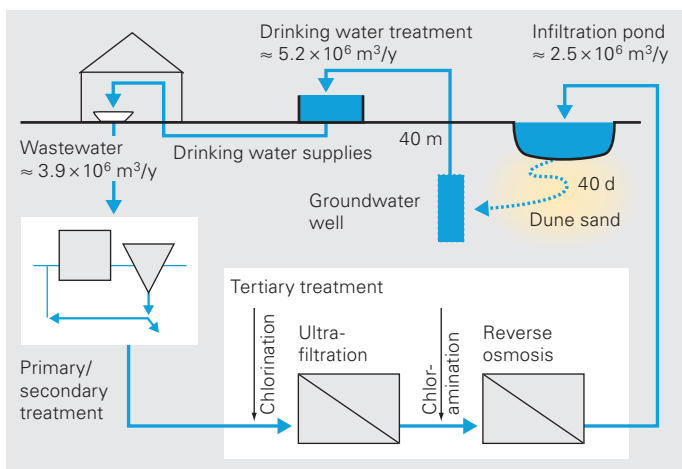 Drinking water treatment
≈ 5.2 × 10⁶ m³/y
Infiltration pond
≈ 2.5 × 10⁶ m³/y
Wastewater
≈ 3.9 × 10⁶ m³/y
Drinking water supplies
40 m
Groundwater
well
40 d
Dune sand
Primary/
secondary
treatment
Tertiary treatment
Chlorination
Ultra-
filtration
Chlor-
amination
Reverse
osmosis